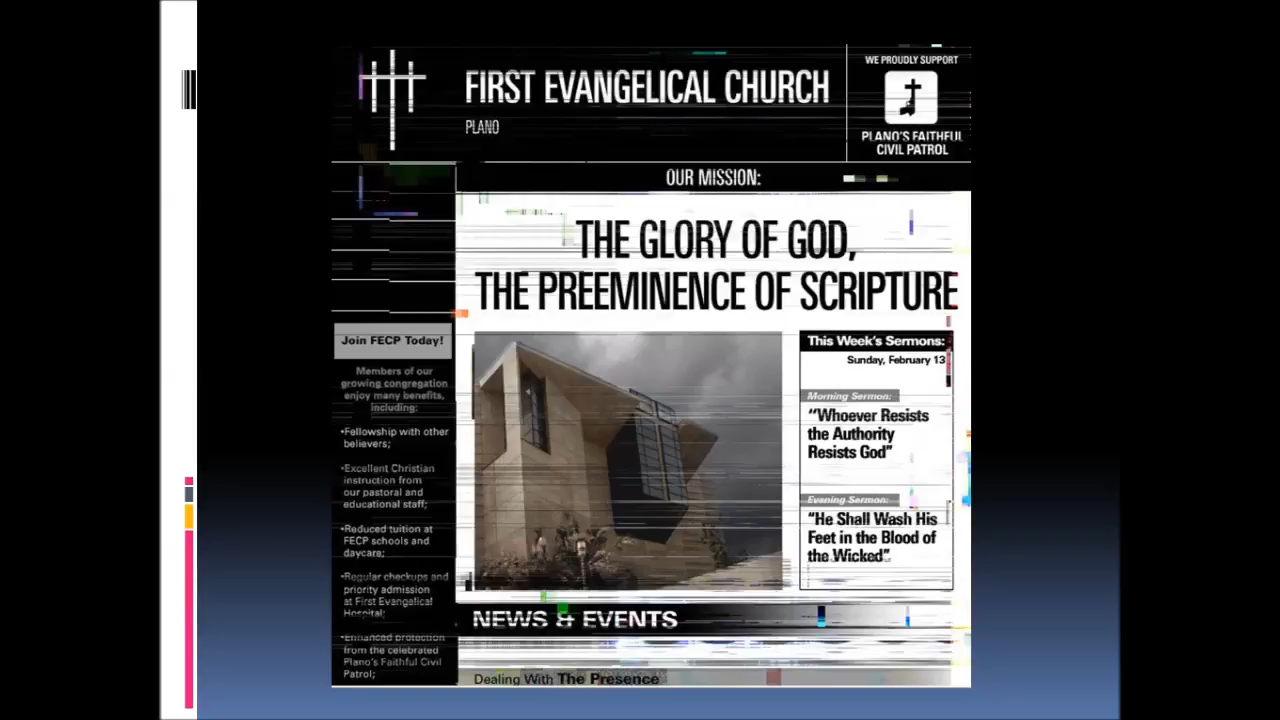 FIRST EVANGELICAL CHURCH
PLANO
WE PROUDLY SUPPORT
PLANO'S FAITHFUL
CIVIL PATROL
OUR MISSION:
THE GLORY OF GOD,
THE PREEMINENCE OF SCRIPTURE
Join FECP Today!
Members of our
growing congregation
enjoy many benefits,
including:
•Fellowship with other
believers;
•Excellent Christian
instruction from
our pastoral and
educational staff;
•Reduced tuition at
FECP schools and
daycare;
•Regular checkups and
priority admission
at First Evangelical
Hospital;
•Enhanced protection
from the celebrated
Plano's Faithful Civil
Patrol;
This Week's Sermons:
Sunday, February 13
Morning Sermon:
"Whoever Resists
the Authority
Resists God"
Evening Sermon:
"He Shall Wash His
Feet in the Blood of
the Wicked"
NEWS & EVENTS
Dealing With The Presence